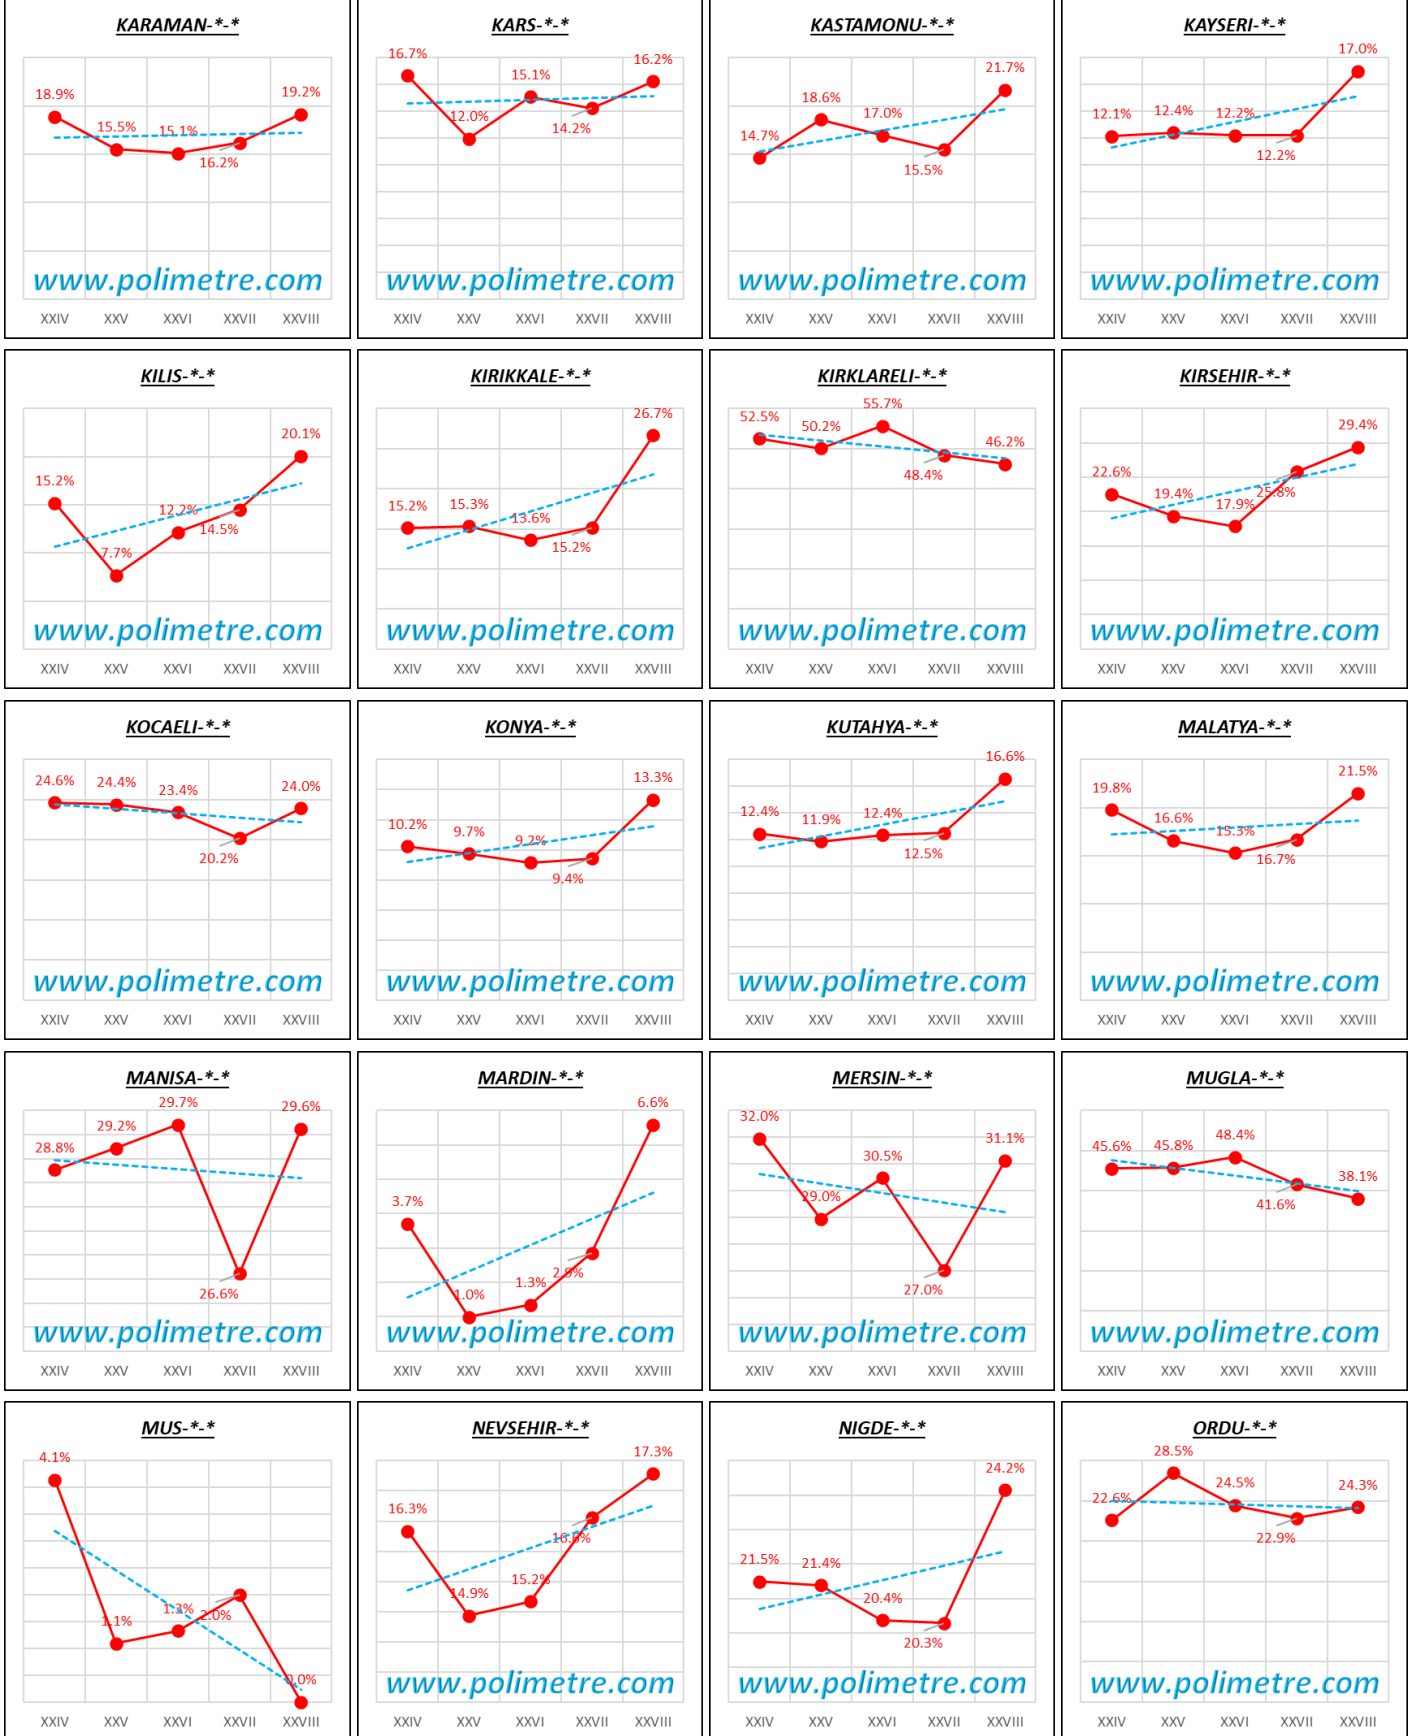 KARAMAN-*-*
18.9%
15.5%
15.1%
16.2%
19.2%
www.polimetre.com
XXIV XXV XXVI XXVII XXVIII
KARS-*-*
16.7%
12.0%
15.1%
14.2%
16.2%
www.polimetre.com
XXIV XXV XXVI XXVII XXVIII
KASTAMONU-*-*
14.7%
18.6%
17.0%
15.5%
21.7%
www.polimetre.com
XXIV XXV XXVI XXVII XXVIII
KAYSERI-*-*
12.1%
12.4%
12.2%
12.2%
17.0%
www.polimetre.com
XXIV XXV XXVI XXVII XXVIII
KILIS-*-*
15.2%
7.7%
12.2%
14.5%
20.1%
www.polimetre.com
XXIV XXV XXVI XXVII XXVIII
KIRIKKALE-*-*
15.2%
15.3%
13.6%
15.2%
26.7%
www.polimetre.com
XXIV XXV XXVI XXVII XXVIII
KIRKLARELI-*-*
52.5%
50.2%
55.7%
48.4%
46.2%
www.polimetre.com
XXIV XXV XXVI XXVII XXVIII
KIRSEHIR-*-*
22.6%
19.4%
17.9%
25.8%
29.4%
www.polimetre.com
XXIV XXV XXVI XXVII XXVIII
KOCAELI-*-*
24.6%
24.4%
23.4%
20.2%
24.0%
www.polimetre.com
XXIV XXV XXVI XXVII XXVIII
KONYA-*-*
10.2%
9.7%
9.2%
9.4%
13.3%
www.polimetre.com
XXIV XXV XXVI XXVII XXVIII
KUTAHYA-*-*
12.4%
11.9%
12.4%
12.5%
16.6%
www.polimetre.com
XXIV XXV XXVI XXVII XXVIII
MALATYA-*-*
19.8%
16.6%
15.3%
16.7%
21.5%
www.polimetre.com
XXIV XXV XXVI XXVII XXVIII
MANISA-*-*
28.8%
29.2%
29.7%
26.6%
29.6%
www.polimetre.com
XXIV XXV XXVI XXVII XXVIII
MARDIN-*-*
3.7%
1.0%
1.3%
2.9%
6.6%
www.polimetre.com
XXIV XXV XXVI XXVII XXVIII
MERSIN-*-*
32.0%
29.0%
30.5%
27.0%
31.1%
www.polimetre.com
XXIV XXV XXVI XXVII XXVIII
MUGLA-*-*
45.6%
45.8%
48.4%
41.6%
38.1%
www.polimetre.com
XXIV XXV XXVI XXVII XXVIII
MUS-*-*
4.1%
1.1%
1.3%
2.0%
0.0%
XXIV XXV XXVI XXVII XXVIII
NEVSEHIR-*-*
16.3%
14.9%
15.2%
16.6%
17.3%
www.polimetre.com
XXIV XXV XXVI XXVII XXVIII
NIGDE-*-*
21.5%
21.4%
20.4%
20.3%
24.2%
www.polimetre.com
XXIV XXV XXVI XXVII XXVIII
ORDU-*-*
22.6%
28.5%
24.5%
22.9%
24.3%
www.polimetre.com
XXIV XXV XXVI XXVII XXVIII